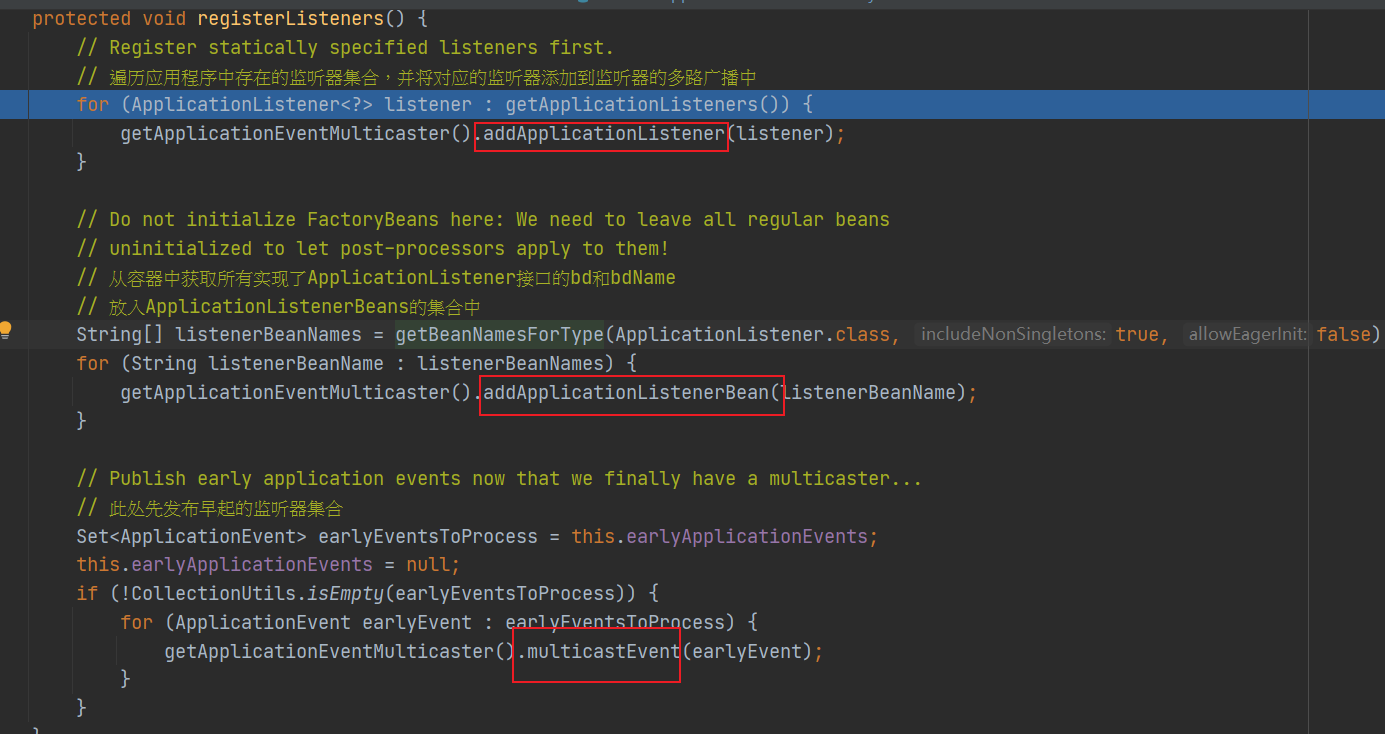 protected void registerListeners() {
// Register statically specified listeners first.
// 遍历应用程序中存在的监听器集合，并将对应的监听器添加到监听器的多路广播中
for (ApplicationListener<?> listener : getApplicationListeners()) {
getApplicationEventMulticaster().addApplicationListener(listener);
}
// Do not initialize FactoryBeans here: We need to leave all regular beans
// uninitialized to let post-processors apply to them!
// 从容器中获取所有实现了ApplicationListener接口的bd和bdName
// 放入ApplicationListenerBeans的集合中
String[] listenerBeanNames = getBeanNamesForType(ApplicationListener.class, includeNonSingletons: true, allowEagerInit: false)
for (String listenerBeanName : listenerBeanNames) {
getApplicationEventMulticaster().addApplicationListenerBean(listenerBeanName);
}
// Publish early application events now that we finally have a multicaster...
// 此处先发布早起的监听器集合
Set<ApplicationEvent> earlyEventsToProcess = this.earlyApplicationEvents;
this.earlyApplicationEvents = null;
if (!CollectionUtils.isEmpty(earlyEventsToProcess)) {
for (ApplicationEvent earlyEvent : earlyEventsToProcess) {
getApplicationEventMulticaster().multicastEvent(earlyEvent);
}
}